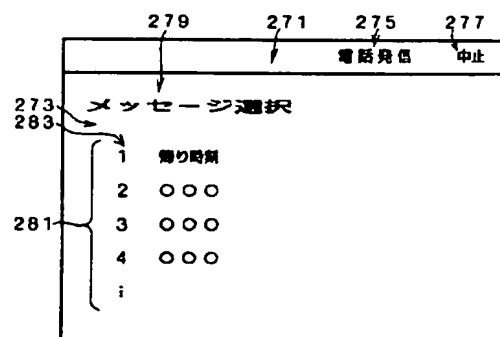 279 271 275 277
電話発信 中止
273 メッセージ選択
283
1 帰り時刻
2 ○○○
281 3 ○○○
4 ○○○
i